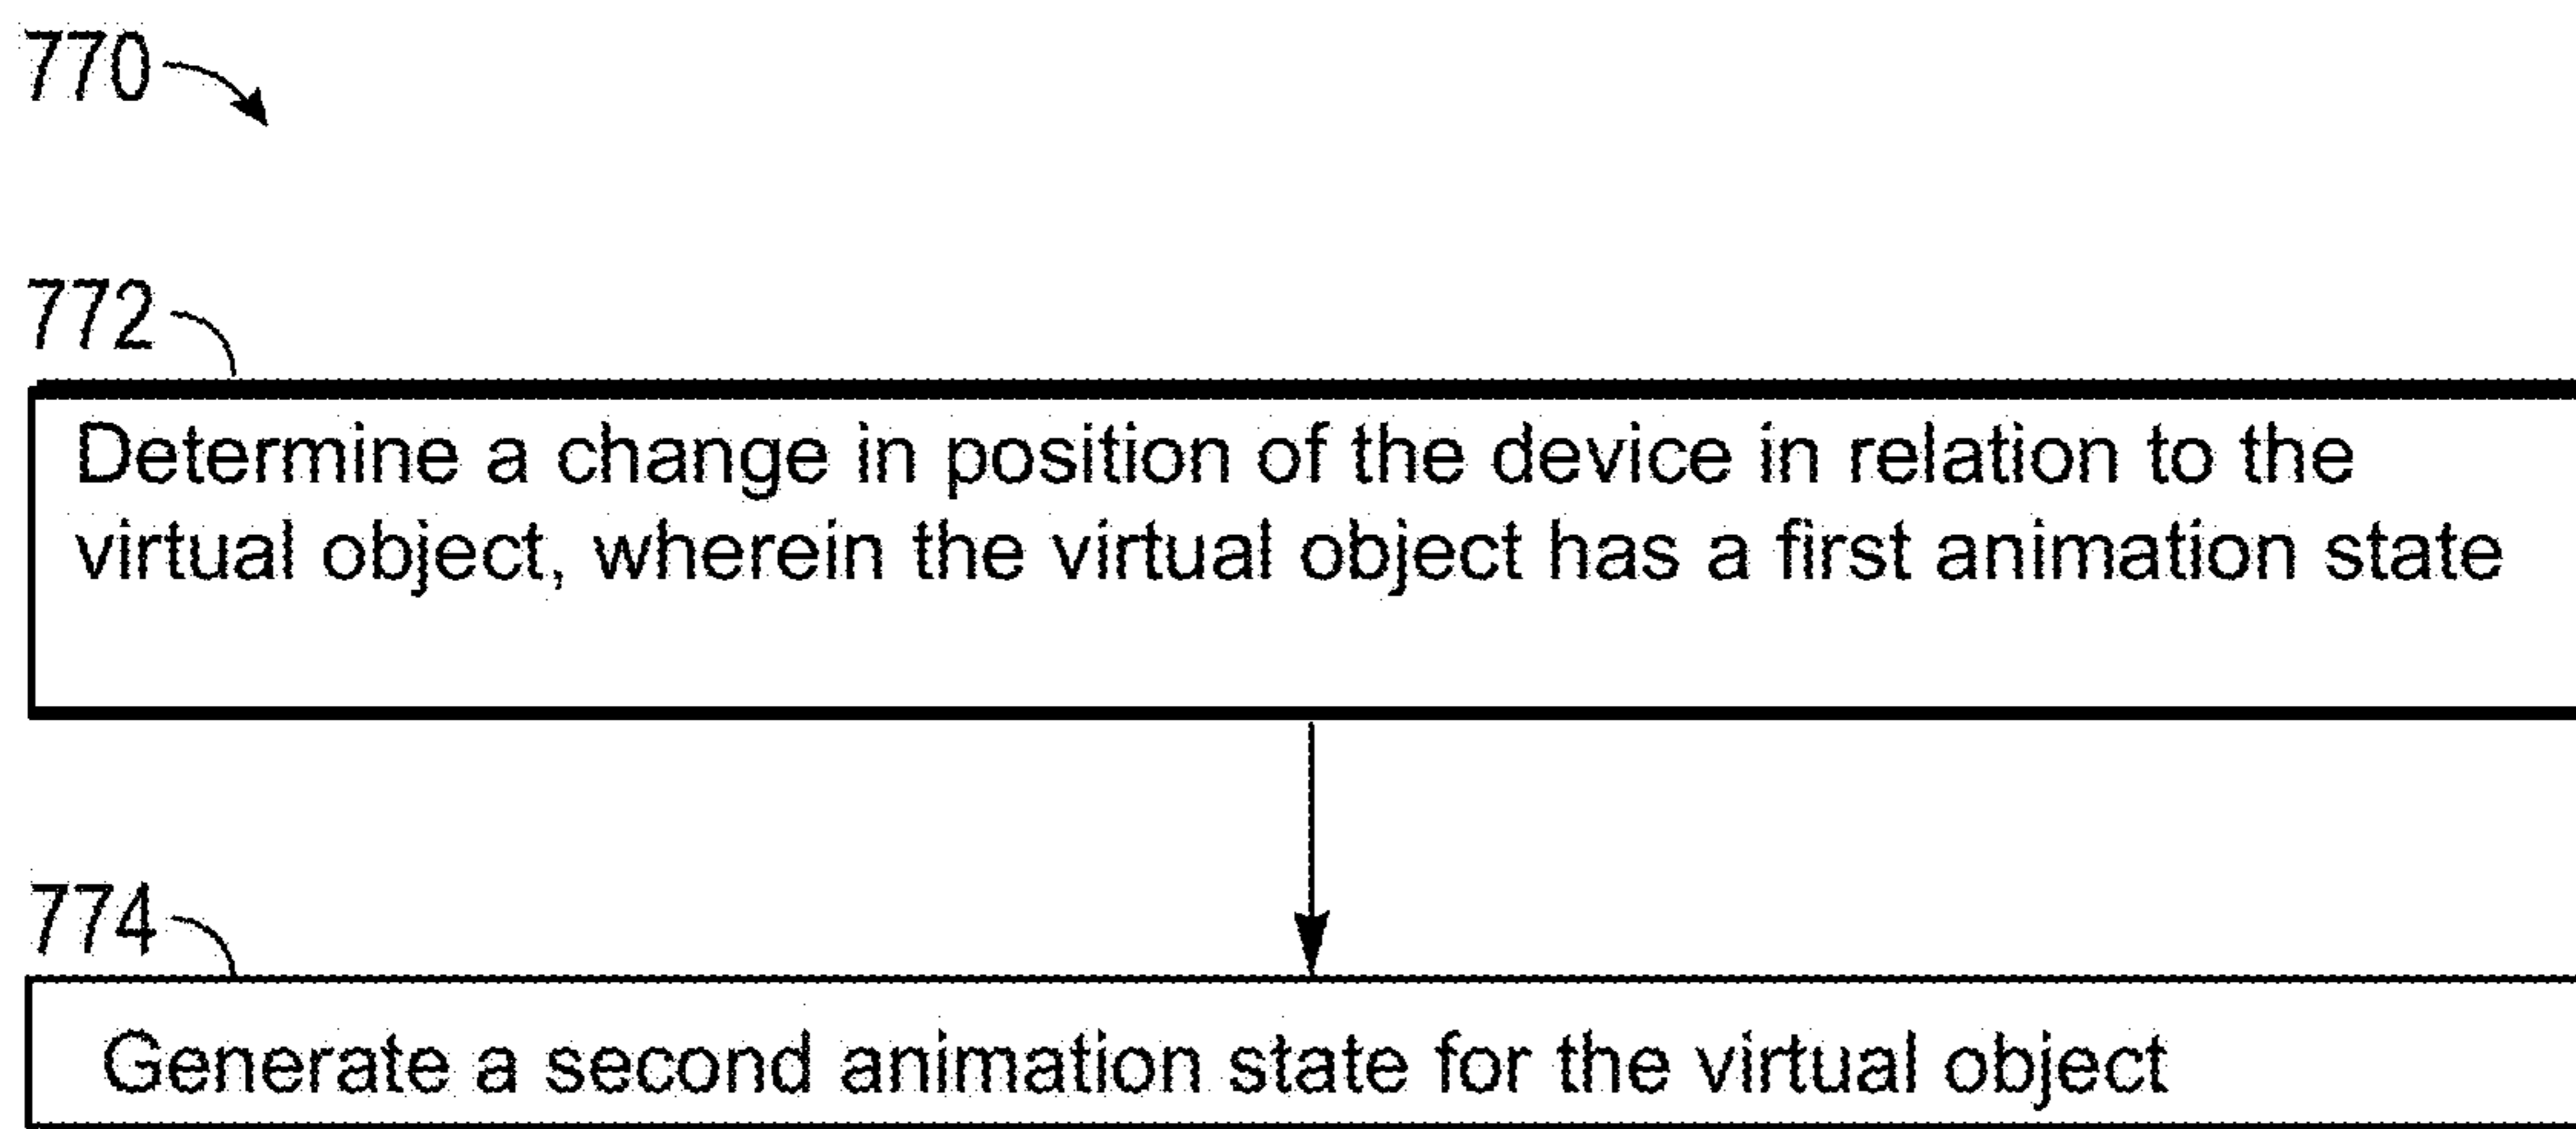 770
772
Determine a change in position of the device in relation to the
virtual object, wherein the virtual object has a first animation state
774
Generate a second animation state for the virtual object